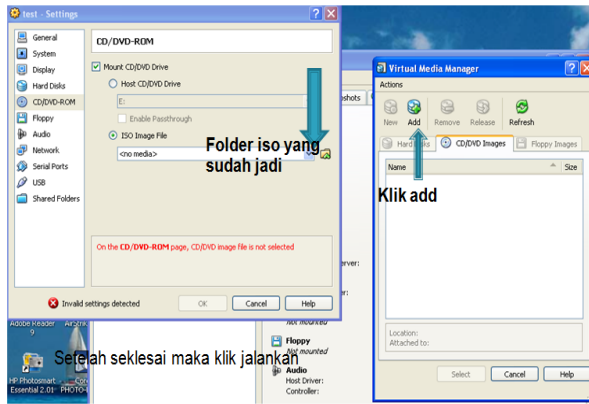 test - Settings
General
System
Display
Hard Disks
CD/DVD-ROM
Floppy
Audio
Network
Serial Ports
USB
Shared Folders
CD/DVD-ROM
Mount CD/DVD Drive
Host CD/DVD Drive
E:
Enable Passthrough
ISO Image File
<no media>
Folder iso yang
sudah jadi
On the CD/DVD-ROM page, CD/DVD image file is not selected
Invalid settings detected
OK
Cancel
Help
Virtual Media Manager
Actions
New
Add
Remove
Release
Refresh
Hard Disks
CD/DVD Images
Floppy Images
Name
Size
Klik add
Location:
Attached to:
Select
Cancel
Help
Adobe Reader
9
Setelah seklesai maka klik jalankan
HP Photosmart
Essential 2.01
Not mounted
Floppy
Not mounted
Audio
Host Driver:
Controller: